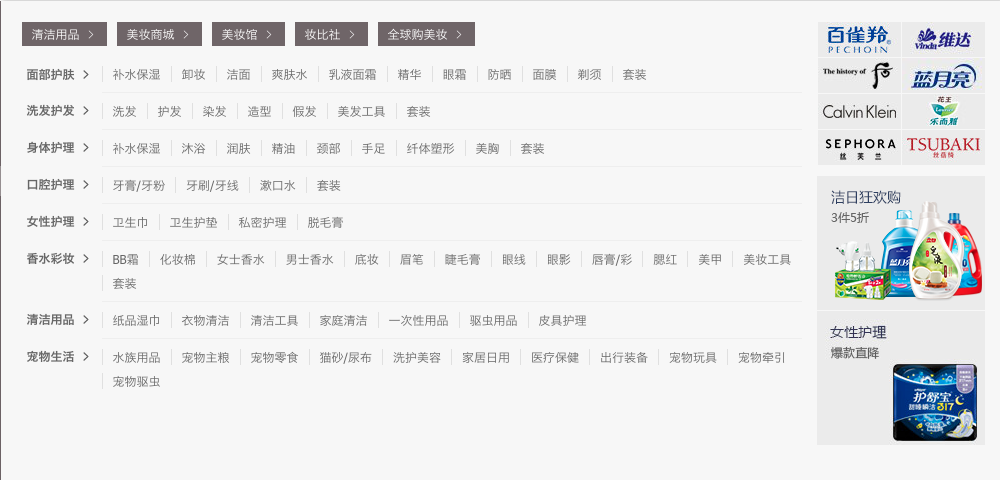 清洁用品 > 美妆商城 > 美妆馆 > 妆比社 > 全球购美妆 >
面部护肤 > 补水保湿 卸妆 洁面 爽肤水 乳液面霜 精华 眼霜 防晒 面膜 剃须 套装
洗发护发 > 洗发 护发 染发 造型 假发 美发工具 套装
身体护理 > 补水保湿 沐浴 润肤 精油 颈部 手足 纤体塑形 美胸 套装
口腔护理 > 牙膏/牙粉 牙刷/牙线 漱口水 套装
女性护理 > 卫生巾 卫生护垫 私密护理 脱毛膏
香水彩妆 > BB霜 化妆棉 女士香水 男士香水 底妆 眉笔 睫毛膏 眼线 眼影 唇膏/彩 腮红 美甲 美妆工具
套装
清洁用品 > 纸品湿巾 衣物清洁 清洁工具 家庭清洁 一次性用品 驱虫用品 皮具护理
宠物生活 > 水族用品 宠物主粮 宠物零食 猫砂/尿布 洗护美容 家居日用 医疗保健 出行装备 宠物玩具 宠物牵引
宠物驱虫
百雀羚®
PECHOIN
Vinda 维达
The history of 后
蓝月亮
Calvin Klein
花王
Laurier
乐而雅
SEPHORA
丝芙兰
TSUBAKI
丝蓓绮
洁日狂欢购
3件5折
蓝月亮
女性护理
爆款直降
护舒宝
甜睡瞬洁 317